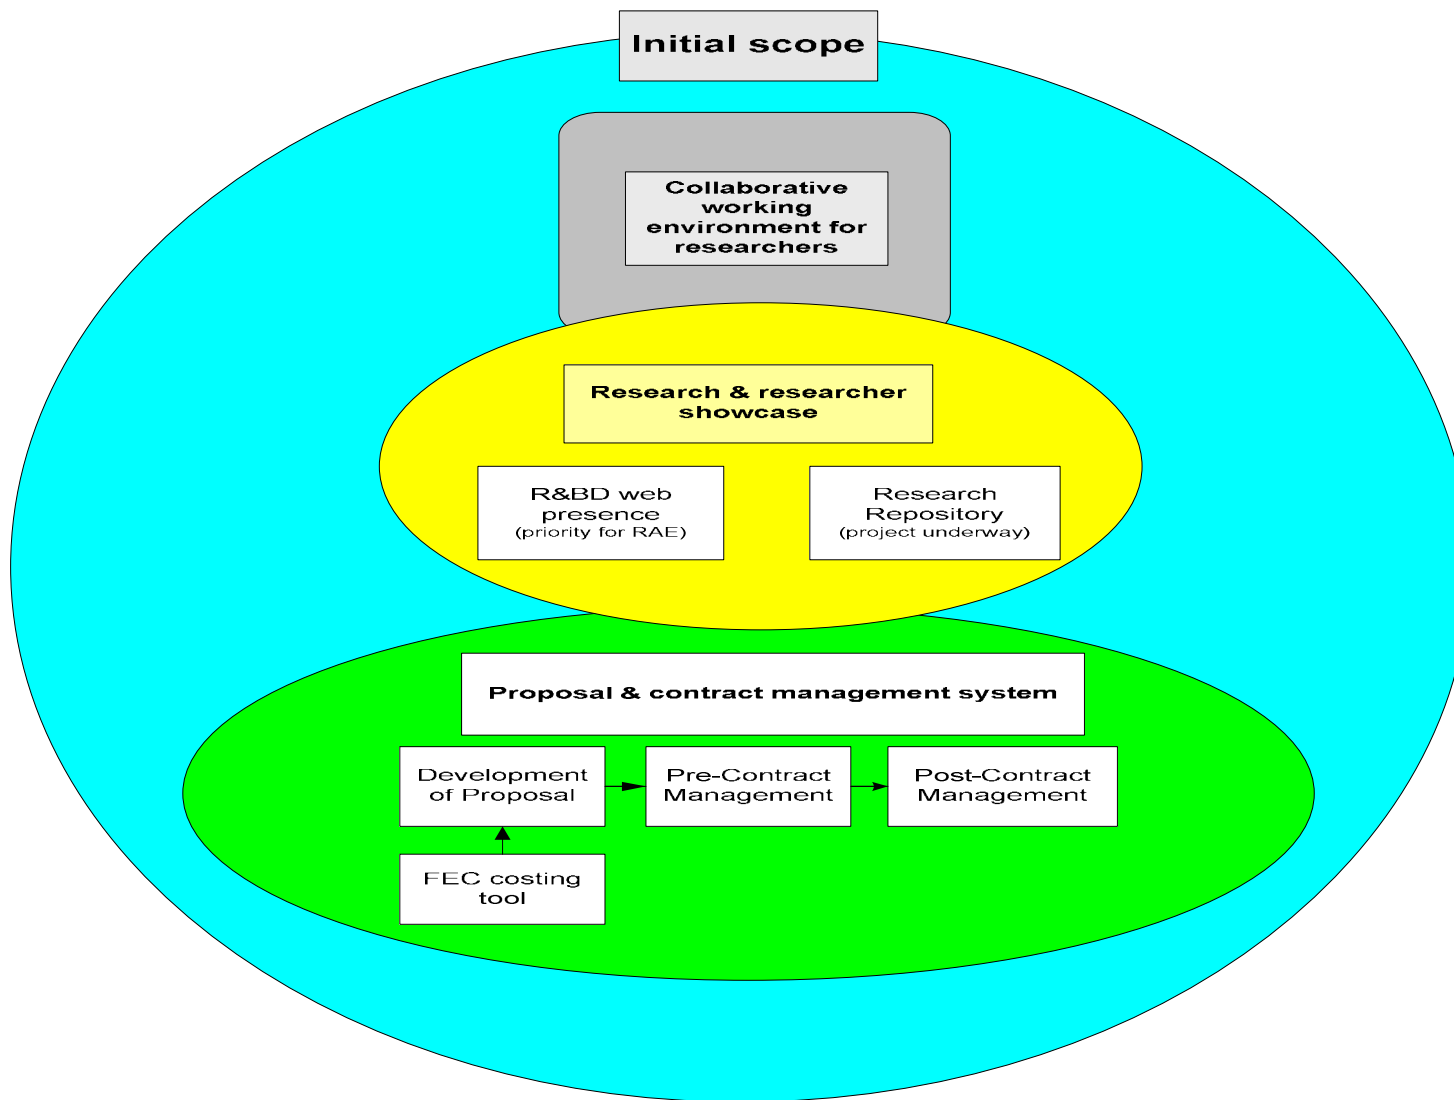 Initial scope
Collaborative
working
environment for
researchers
Research & researcher
showcase
R&BD web
presence
(priority for RAE)
Research
Repository
(project underway)
Proposal & contract management system
Development
of Proposal
Pre-Contract
Management
Post-Contract
Management
FEC costing
tool